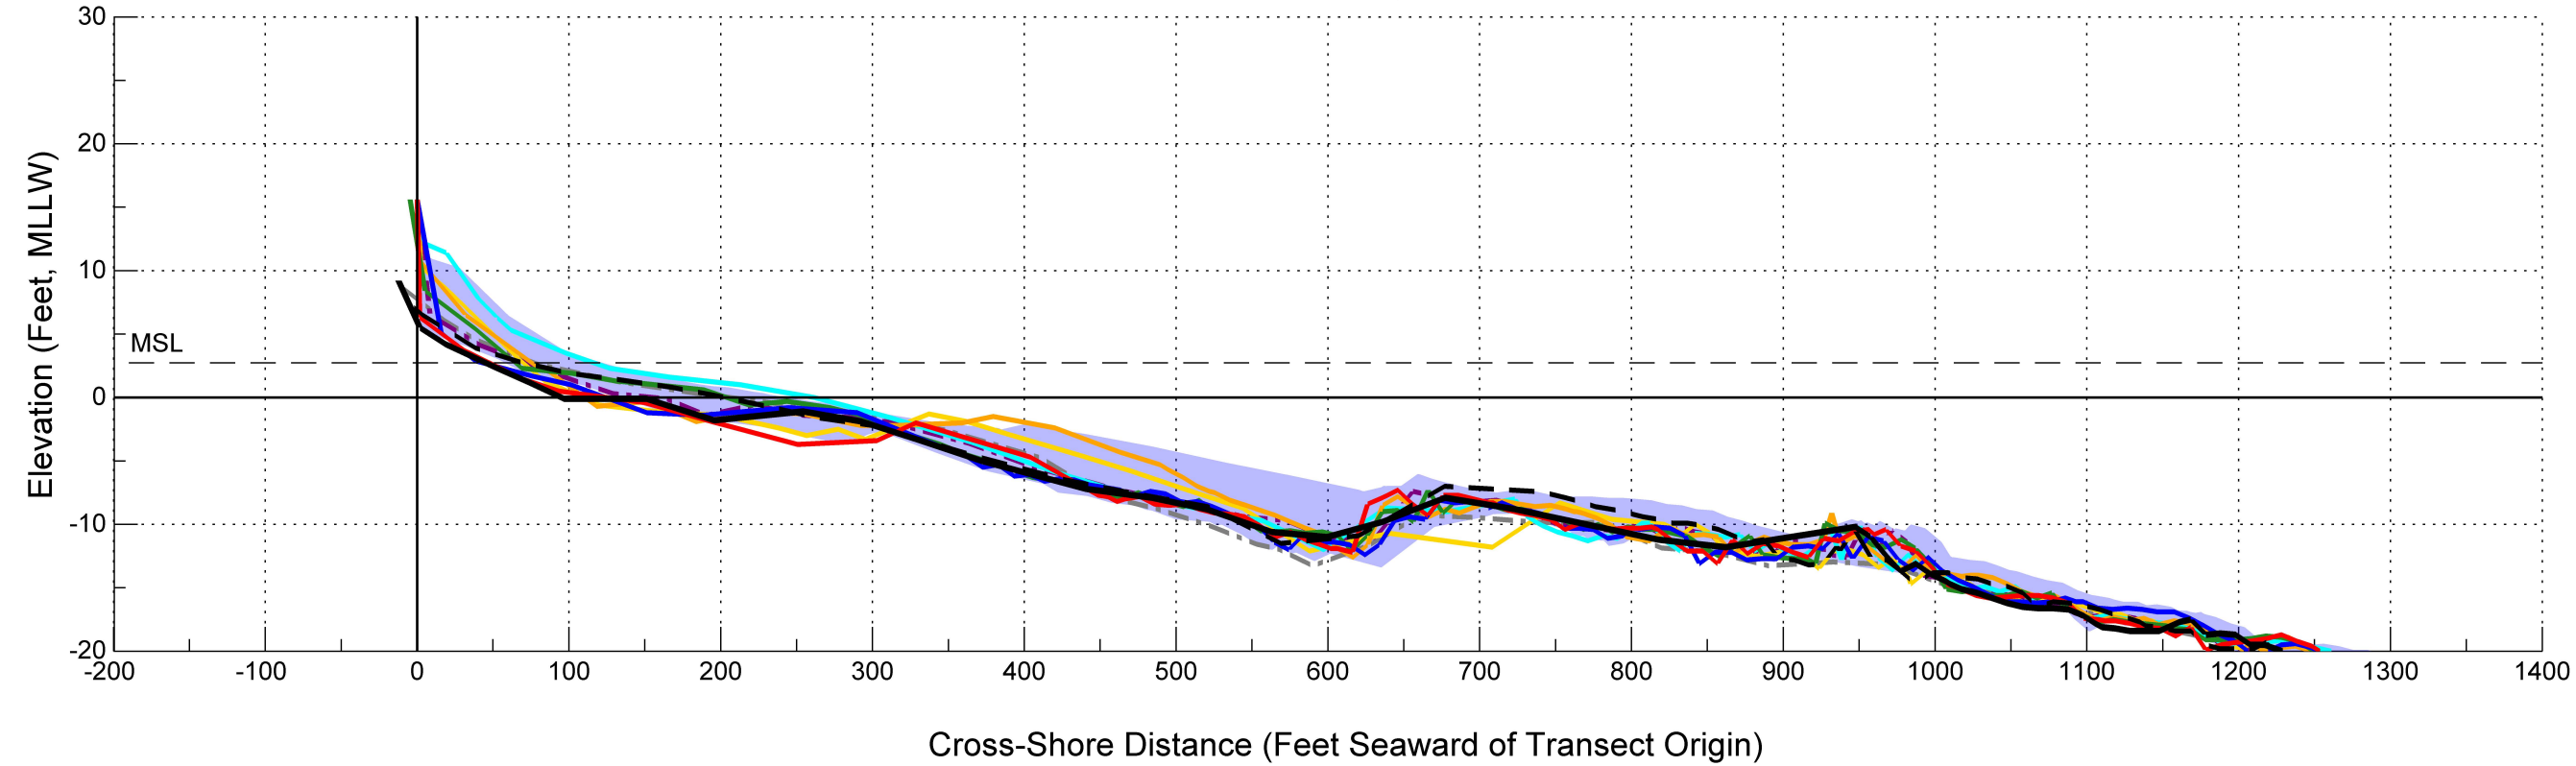 30
20
10
0
-10
-20
Elevation (Feet, MLLW)
MSL
-200 -100 0 100 200 300 400 500 600 700 800 900 1000 1100 1200 1300 1400
Cross-Shore Distance (Feet Seaward of Transect Origin)